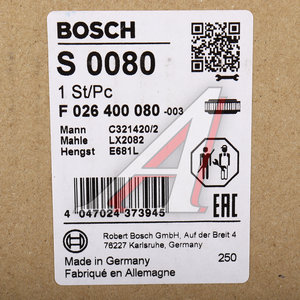 BOSCH
S 0080
1 St/Pc
F 026 400 080 -003
Mann C321420/2
Mahle LX2082
Hengst E681L
4 047024 373945
EAC
Robert Bosch GmbH, Auf der Breit 4
76227 Karlsruhe, Germany
BOSCH
Made in Germany 250
Fabriqué en Allemagne